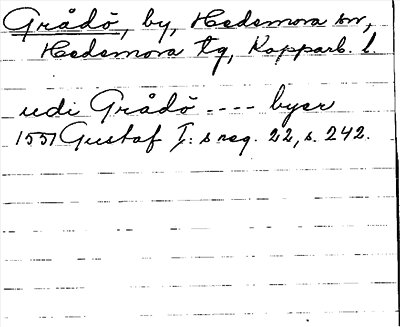 Grådö, by, Hedemora sn,
Hedemora tg, Kopparb. l.
udi Grådö ---- byer
1551 Gustaf I:s reg. 22, s. 242.